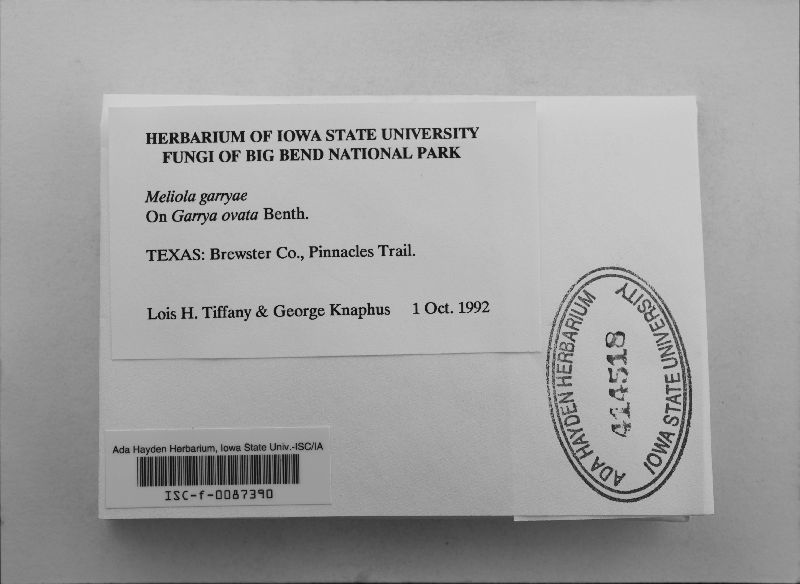 HERBARIUM OF IOWA STATE UNIVERSITY
FUNGI OF BIG BEND NATIONAL PARK
Meliola garryae
On Garrya ovata Benth.
TEXAS: Brewster Co., Pinnacles Trail.
Lois H. Tiffany & George Knaphus 1 Oct. 1992
ADA HAYDEN HERBARIUM
414518
IOWA STATE UNIVERSITY
Ada Hayden Herbarium, Iowa State Univ.-ISC/IA
ISC-f-0087390